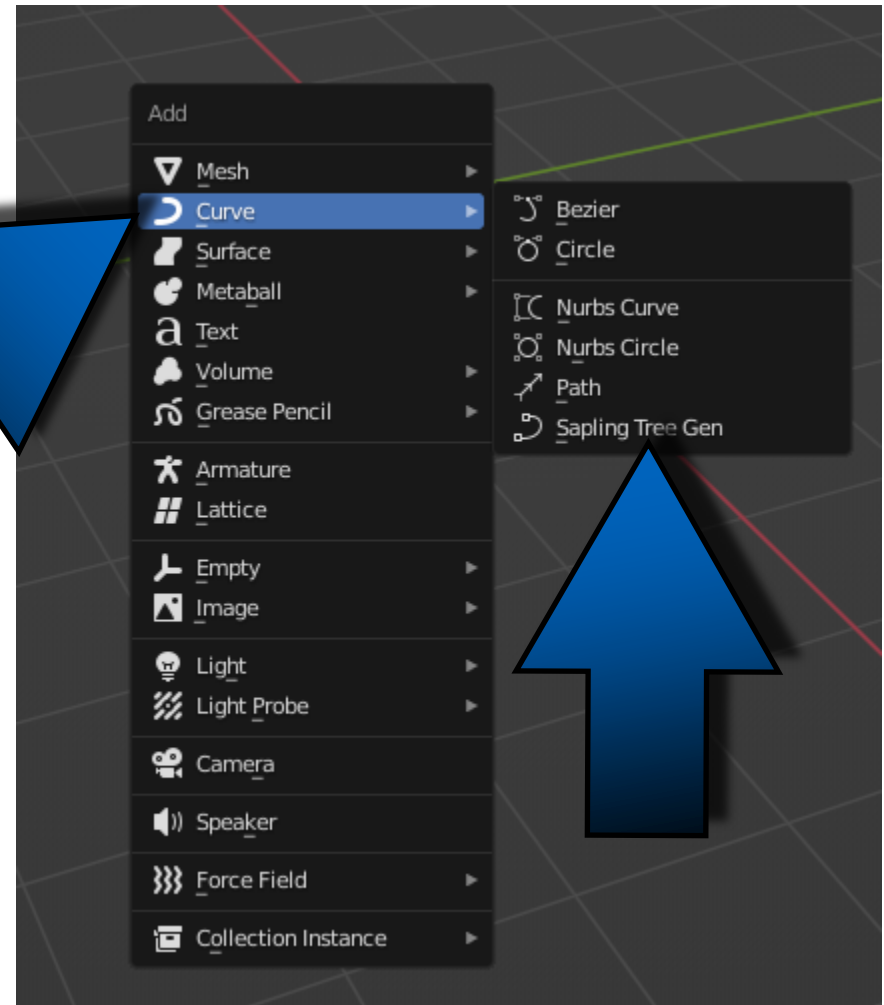 Add
Mesh
Curve
Surface
Metaball
Text
Volume
Grease Pencil
Armature
Lattice
Empty
Image
Light
Light Probe
Camera
Speaker
Force Field
Collection Instance
Bezier
Circle
Nurbs Curve
Nurbs Circle
Path
Sapling Tree Gen